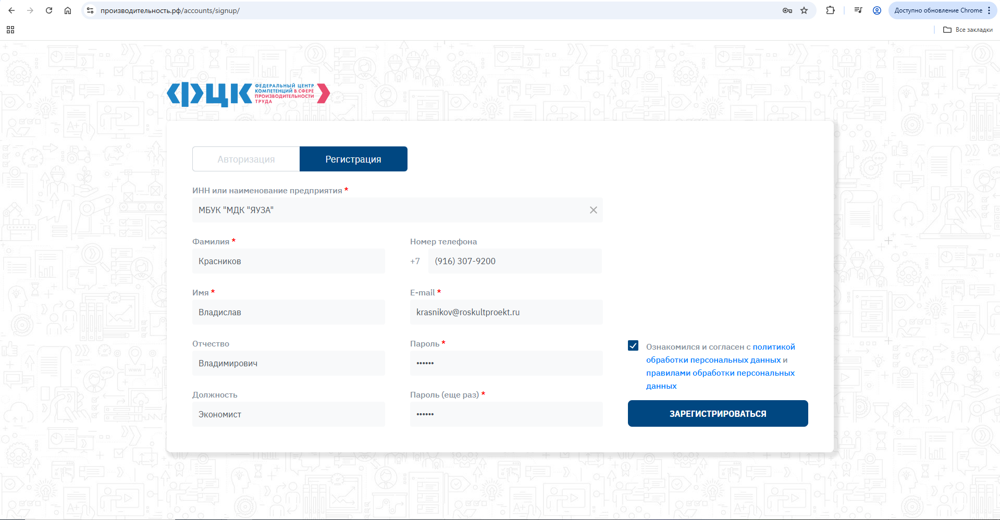 производительность.рф/accounts/signup/
Доступно обновление Chrome
Все закладки
ФЦК
ФЕДЕРАЛЬНЫЙ ЦЕНТР
КОМПЕТЕНЦИЙ В СФЕРЕ
ПРОИЗВОДИТЕЛЬНОСТИ
ТРУДА
Авторизация
Регистрация
ИНН или наименование предприятия *
МБУК "МДК "ЯУЗА"
Фамилия *
Номер телефона
Красников
+7 (916) 307-9200
Имя *
E-mail *
Владислав
krasnikov@roskultproekt.ru
Отчество
Пароль *
Владимирович
••••••
Должность
Пароль (еще раз) *
Экономист
••••••
Ознакомился и согласен с политикой
обработки персональных данных и
правилами обработки персональных
данных
ЗАРЕГИСТРИРОВАТЬСЯ